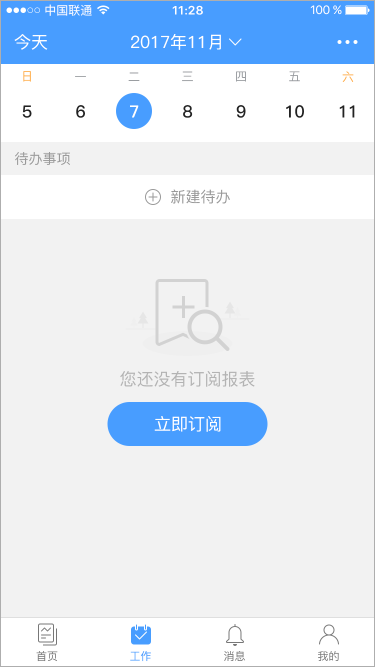 中国联通 11:28 100 %
今天 2017年11月
日 一 二 三 四 五 六
5 6 7 8 9 10 11
待办事项
新建待办
您还没有订阅报表
立即订阅
首页 工作 消息 我的